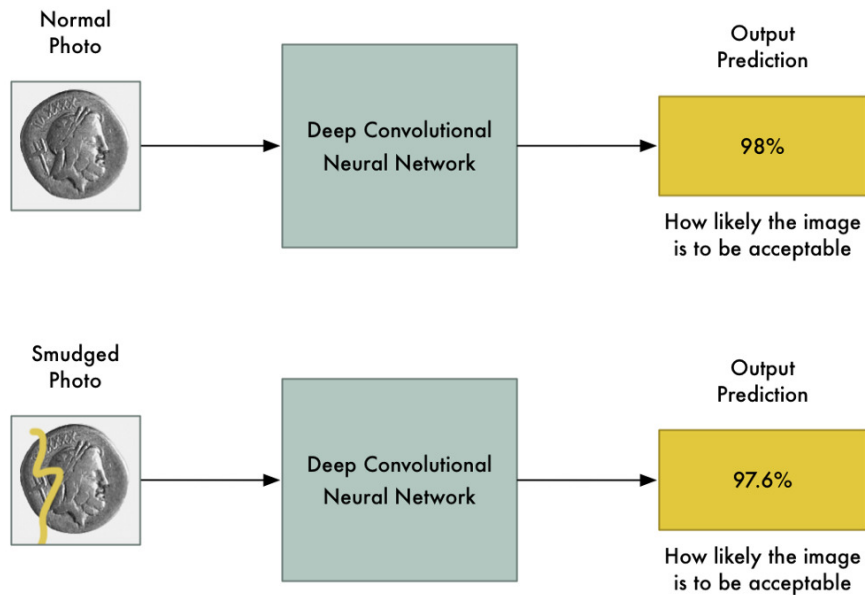 Normal
Photo
Deep Convolutional
Neural Network
Output
Prediction
98%
How likely the image
is to be acceptable
Smudged
Photo
Deep Convolutional
Neural Network
Output
Prediction
97.6%
How likely the image
is to be acceptable